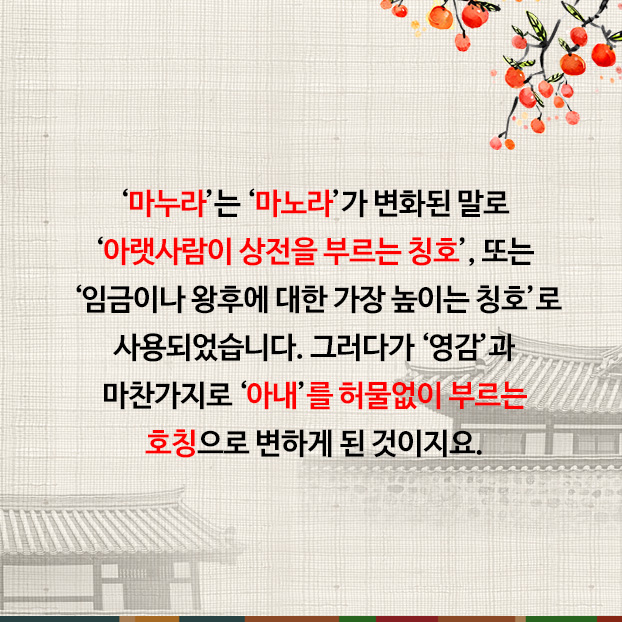 ‘마누라’는 ‘마노라’가 변화된 말로
‘아랫사람이 상전을 부르는 칭호’, 또는
‘임금이나 왕후에 대한 가장 높이는 칭호’로
사용되었습니다. 그러다가 ‘영감’과
마찬가지로 ‘아내’를 허물없이 부르는
호칭으로 변하게 된 것이지요.